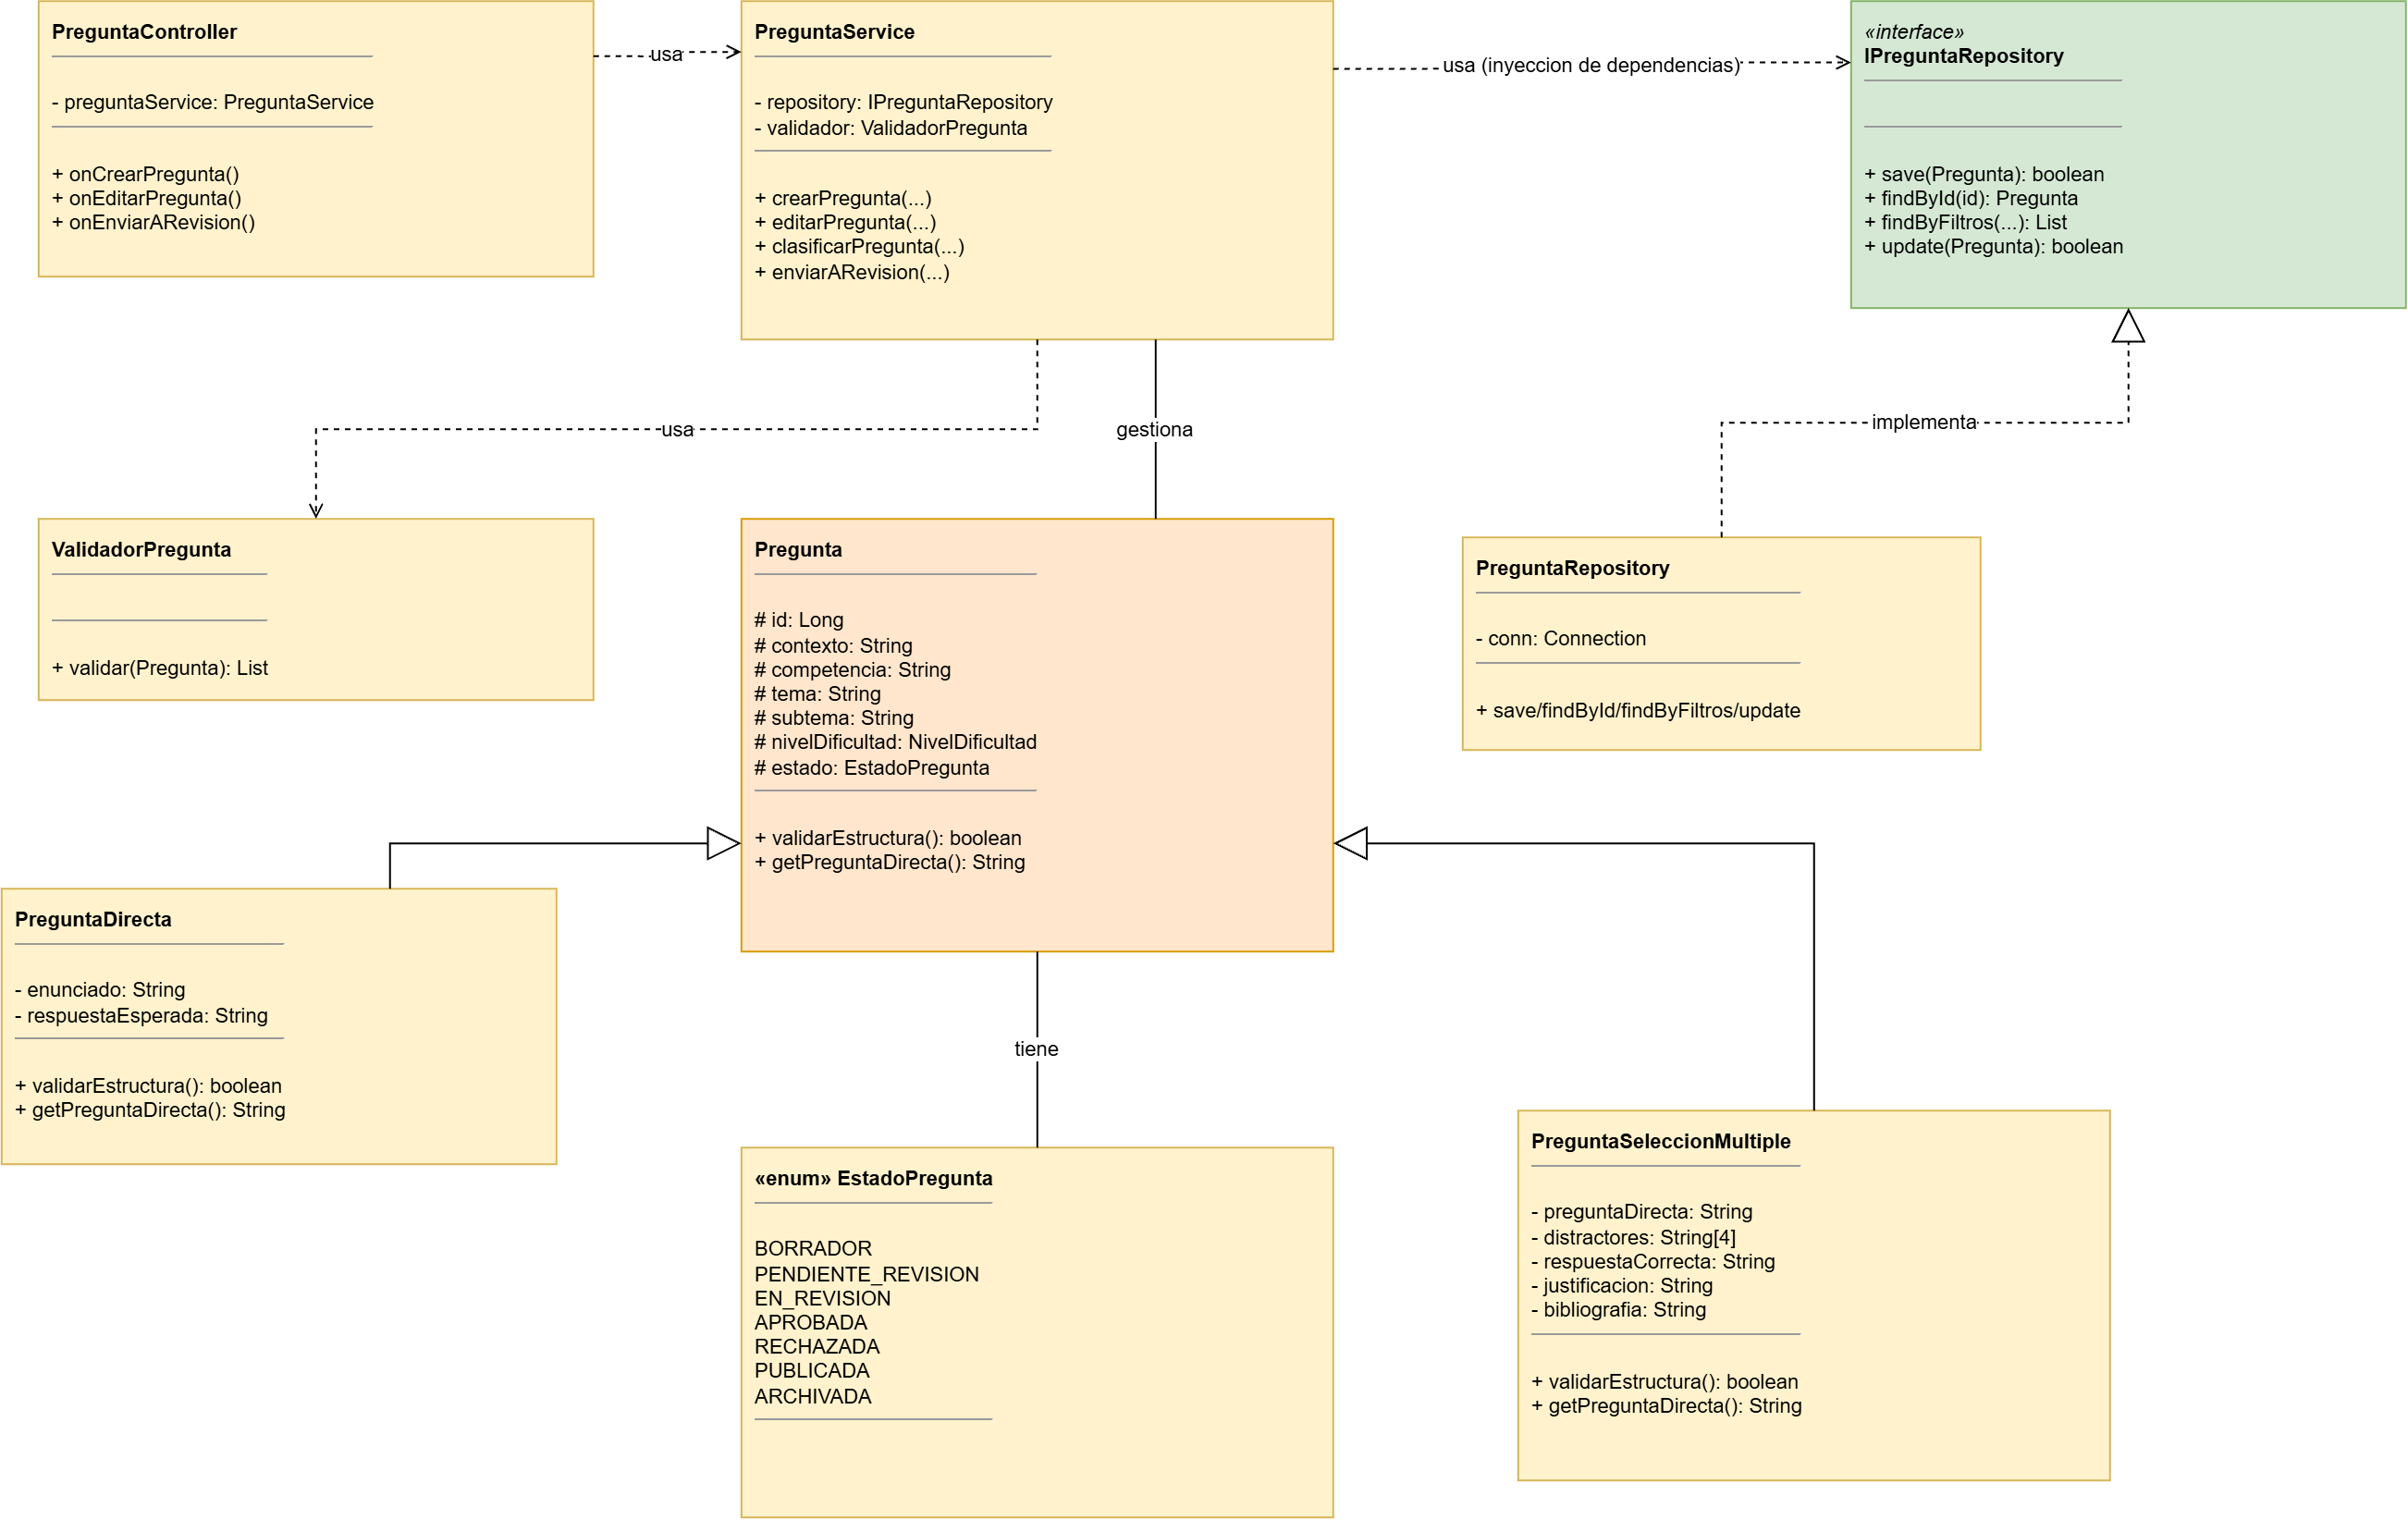 PreguntaController
- preguntaService: PreguntaService
+ onCrearPregunta()
+ onEditarPregunta()
+ onEnviarARevision()
usa
PreguntaService
- repository: IPreguntaRepository
- validador: ValidadorPregunta
+ crearPregunta(...)
+ editarPregunta(...)
+ clasificarPregunta(...)
+ enviarARevision(...)
usa (inyeccion de dependencias)
«interface»
IPreguntaRepository
+ save(Pregunta): boolean
+ findById(id): Pregunta
+ findByFiltros(...): List
+ update(Pregunta): boolean
usa
gestiona
implementa
ValidadorPregunta
+ validar(Pregunta): List
Pregunta
# id: Long
# contexto: String
# competencia: String
# tema: String
# subtema: String
# nivelDificultad: NivelDificultad
# estado: EstadoPregunta
+ validarEstructura(): boolean
+ getPreguntaDirecta(): String
PreguntaRepository
- conn: Connection
+ save/findById/findByFiltros/update
PreguntaDirecta
- enunciado: String
- respuestaEsperada: String
+ validarEstructura(): boolean
+ getPreguntaDirecta(): String
tiene
«enum» EstadoPregunta
BORRADOR
PENDIENTE_REVISION
EN_REVISION
APROBADA
RECHAZADA
PUBLICADA
ARCHIVADA
PreguntaSeleccionMultiple
- preguntaDirecta: String
- distractores: String[4]
- respuestaCorrecta: String
- justificacion: String
- bibliografia: String
+ validarEstructura(): boolean
+ getPreguntaDirecta(): String